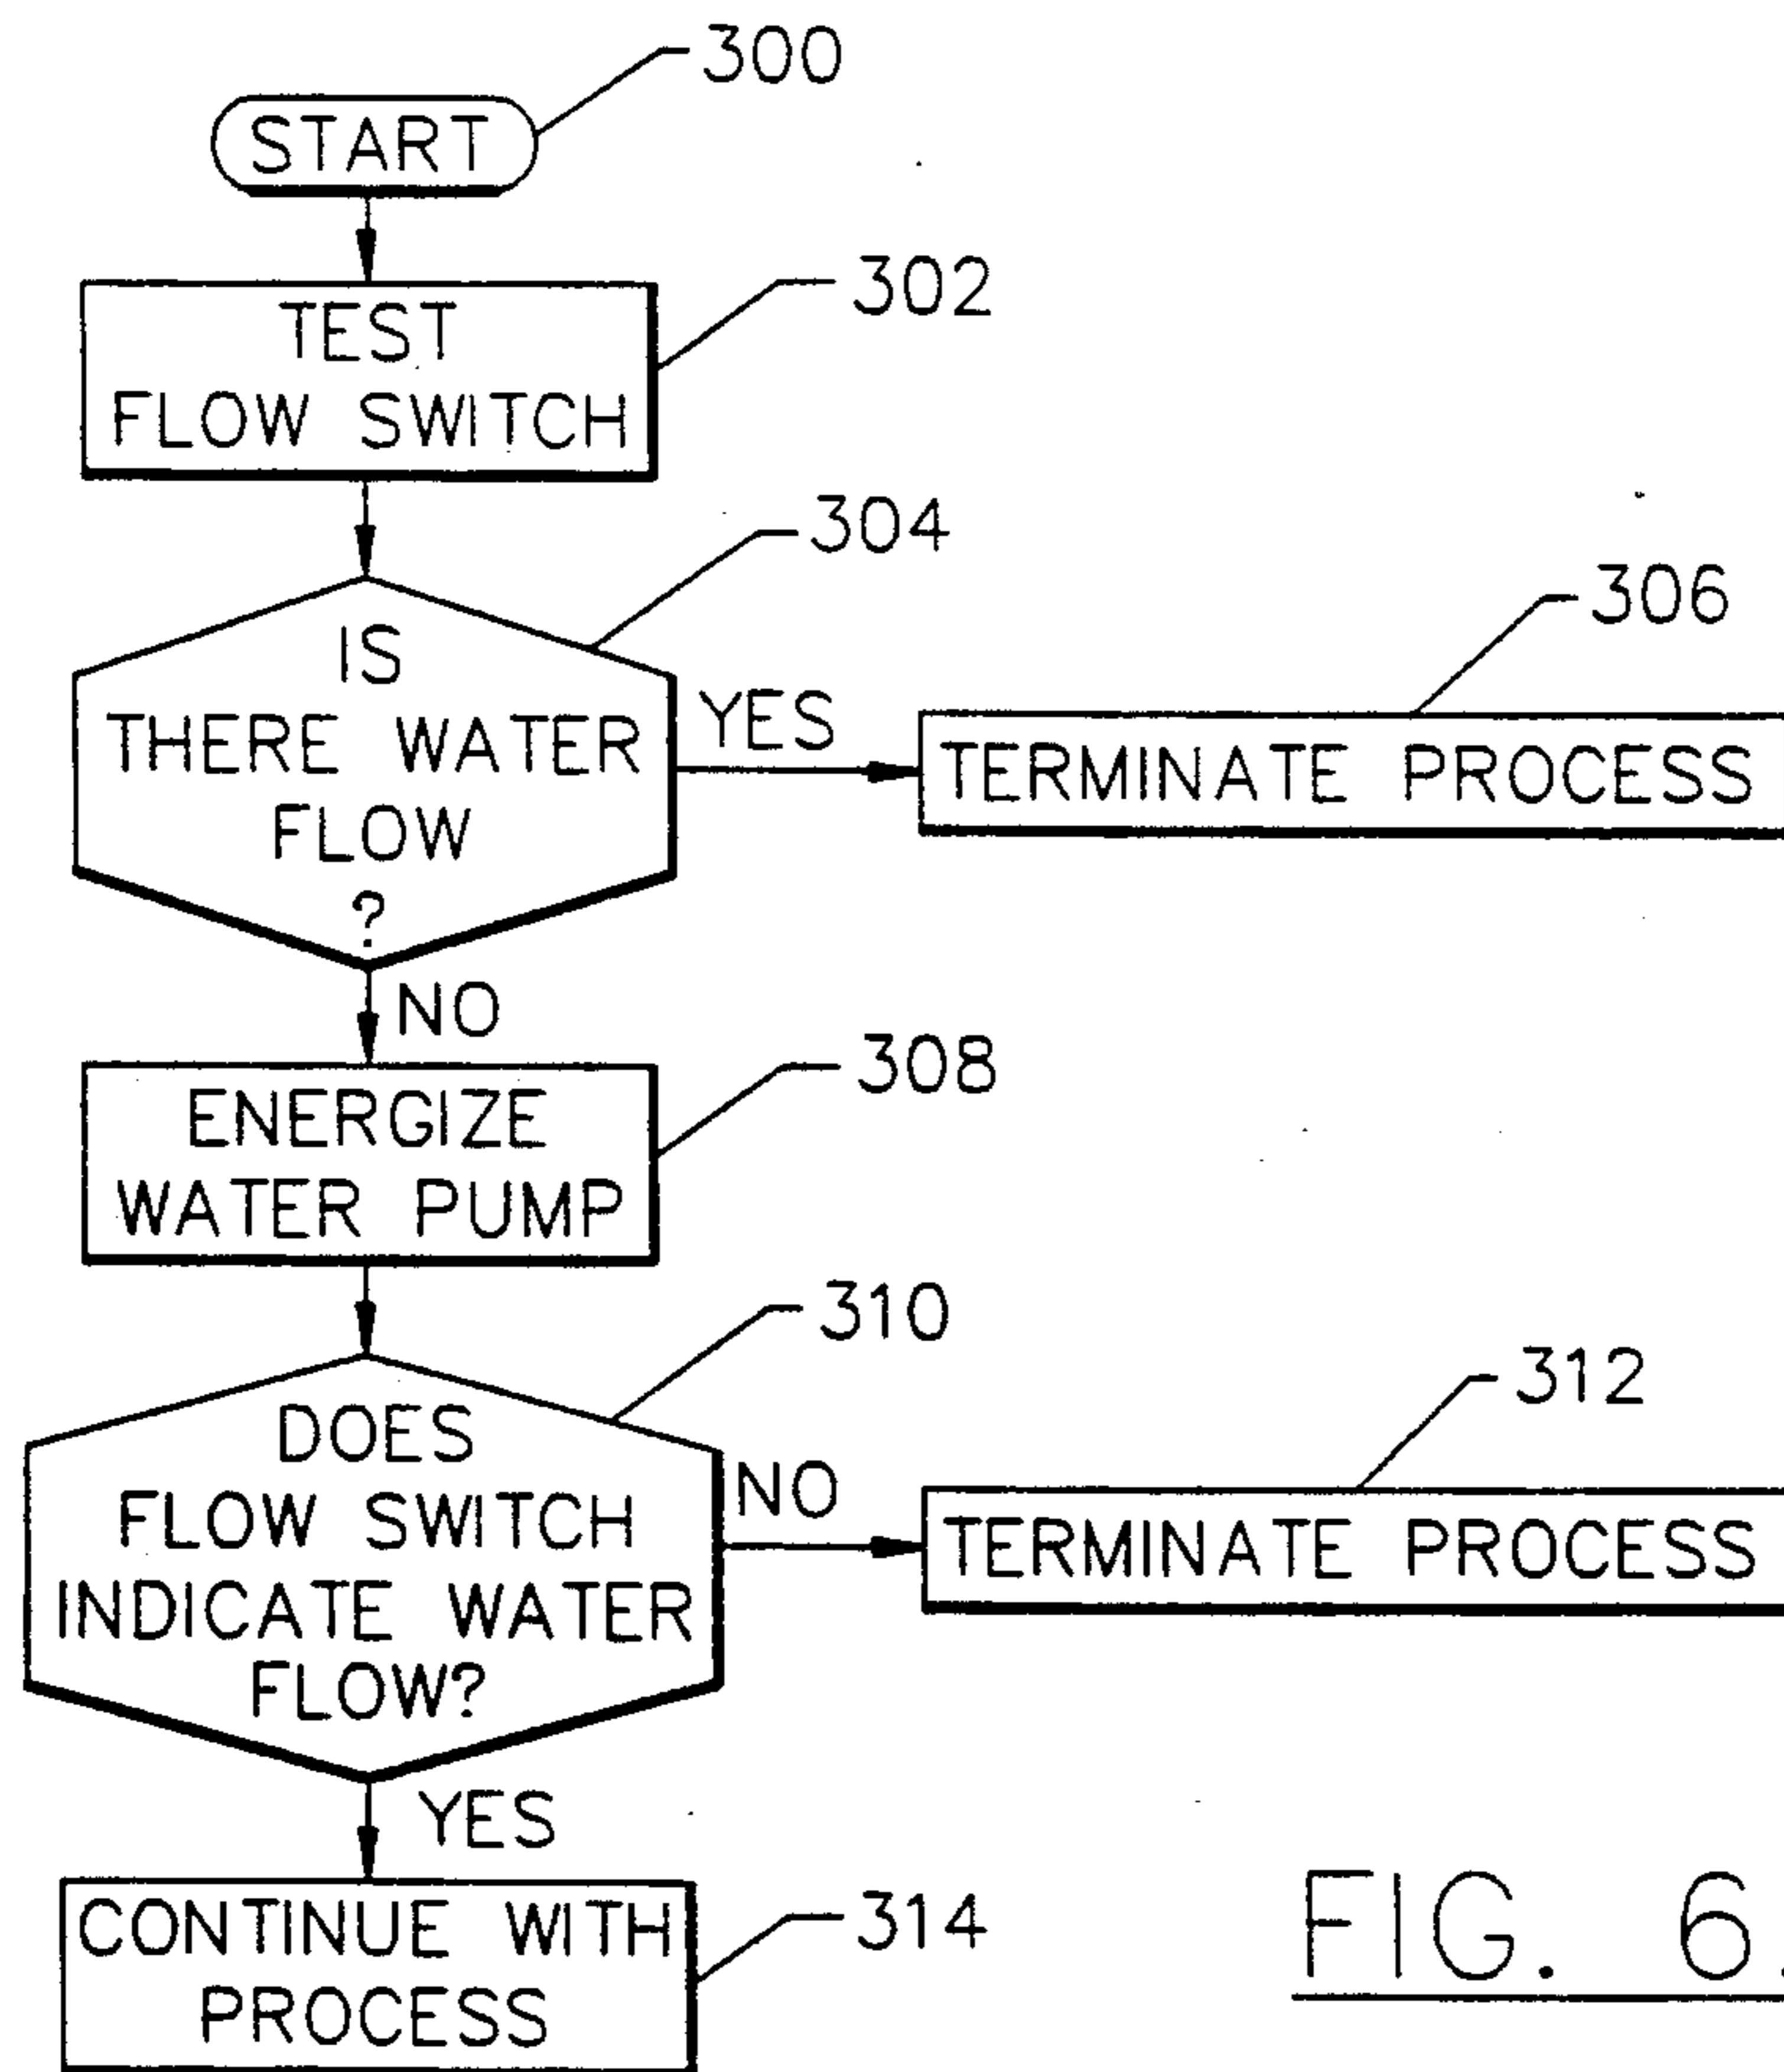 300
START
302
TEST
FLOW SWITCH
304
IS
THERE WATER
FLOW
?
YES
306
TERMINATE PROCESS
NO
308
ENERGIZE
WATER PUMP
310
DOES
FLOW SWITCH
INDICATE WATER
FLOW?
NO
312
TERMINATE PROCESS
YES
314
CONTINUE WITH
PROCESS
FIG. 6.